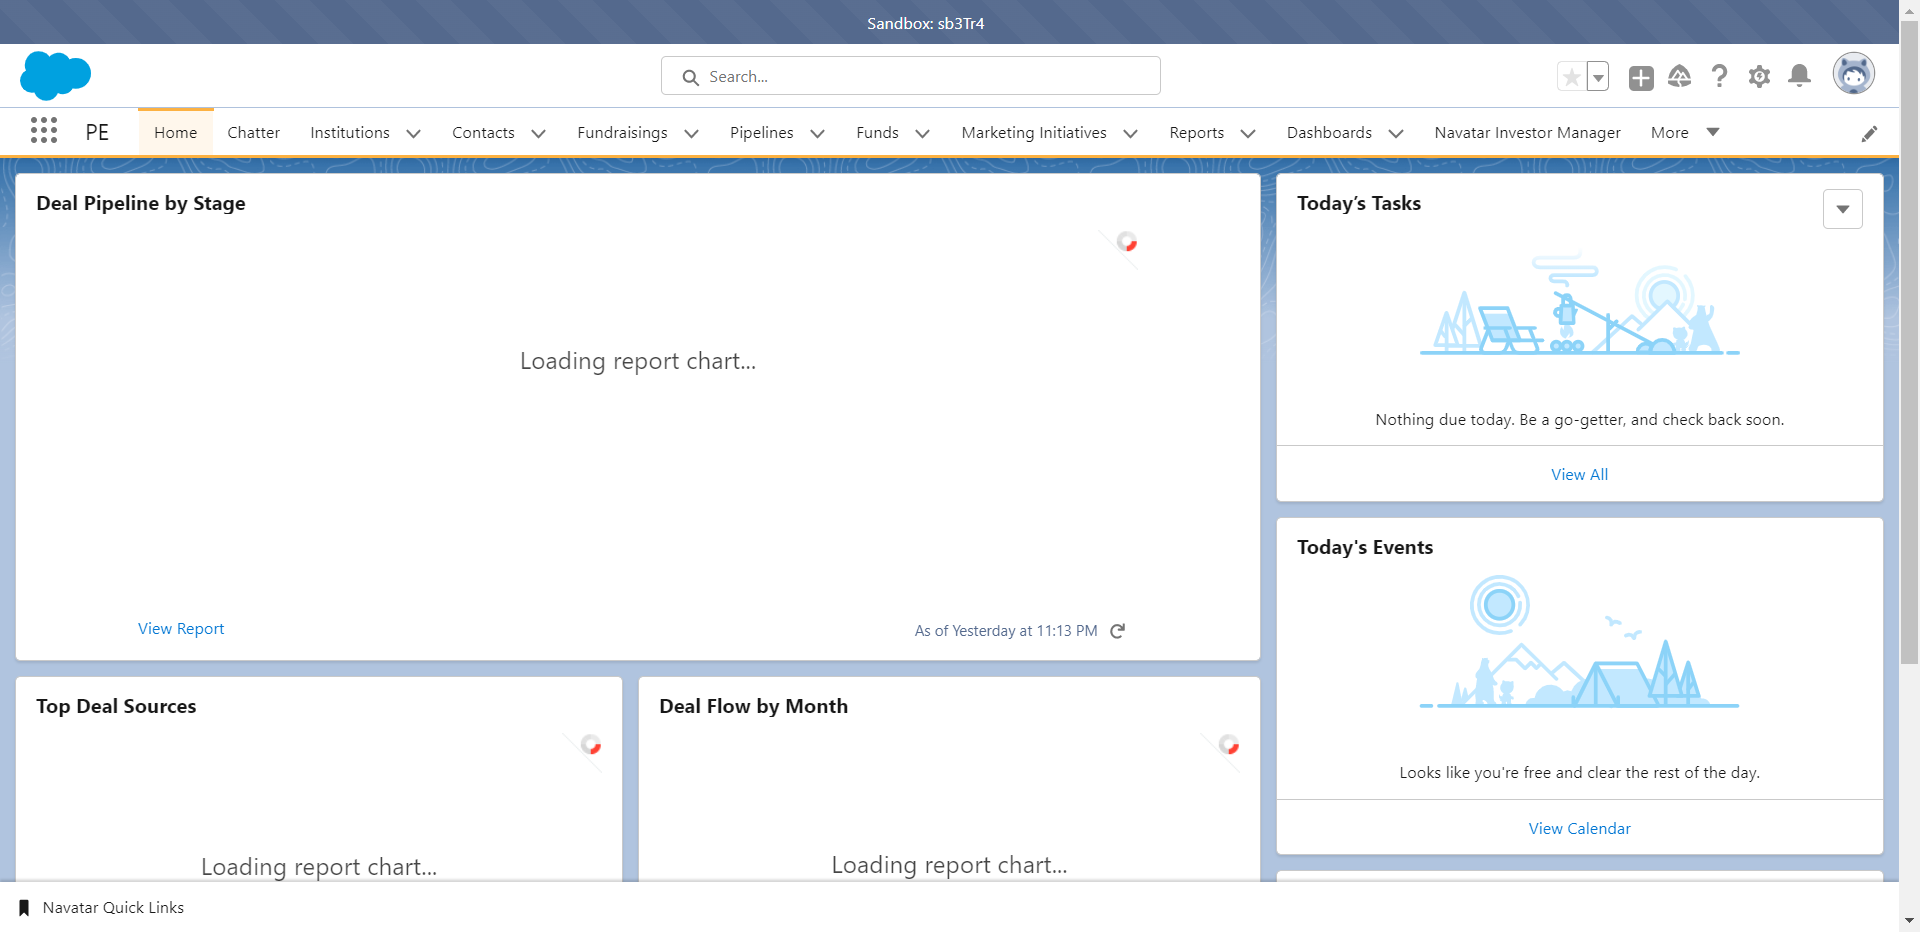 Sandbox: sb3Tr4
Search...
PE
Home
Chatter
Institutions
Contacts
Fundraisings
Pipelines
Funds
Marketing Initiatives
Reports
Dashboards
Navatar Investor Manager
More
Deal Pipeline by Stage
Loading report chart...
View Report
As of Yesterday at 11:13 PM
Today’s Tasks
Nothing due today. Be a go-getter, and check back soon.
View All
Today's Events
Looks like you're free and clear the rest of the day.
View Calendar
Top Deal Sources
Loading report chart...
Deal Flow by Month
Loading report chart...
Navatar Quick Links